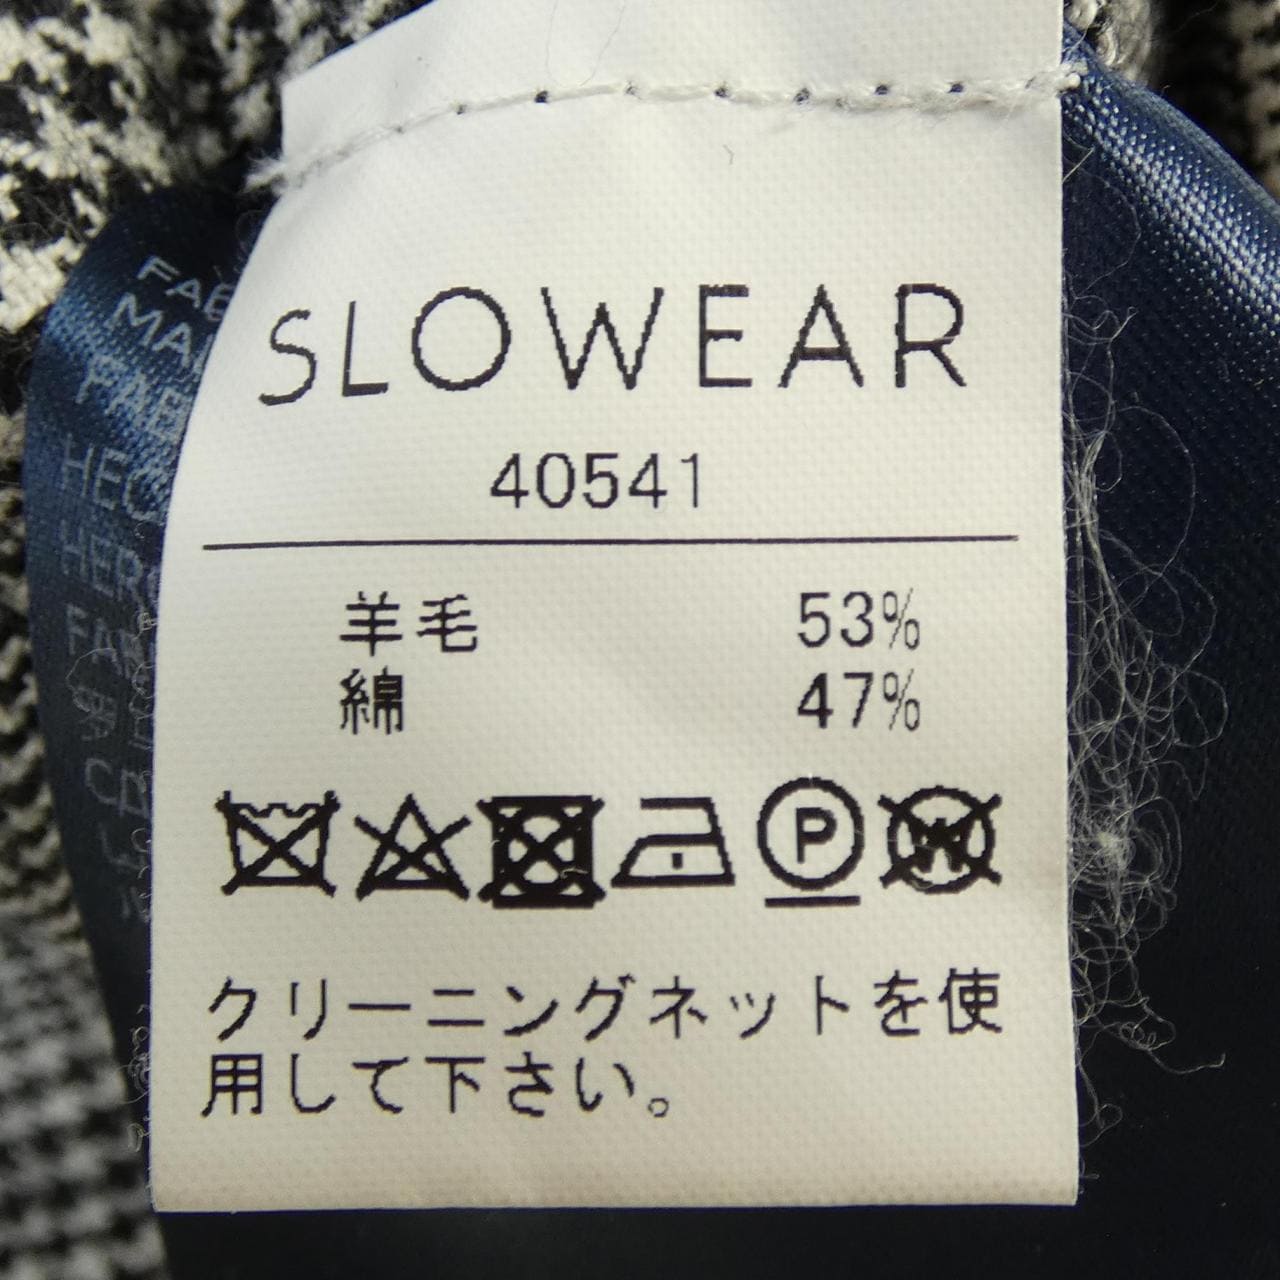 SLOWEAR
40541
羊毛 53%
綿 47%
P
W
クリーニングネットを使
用して下さい。